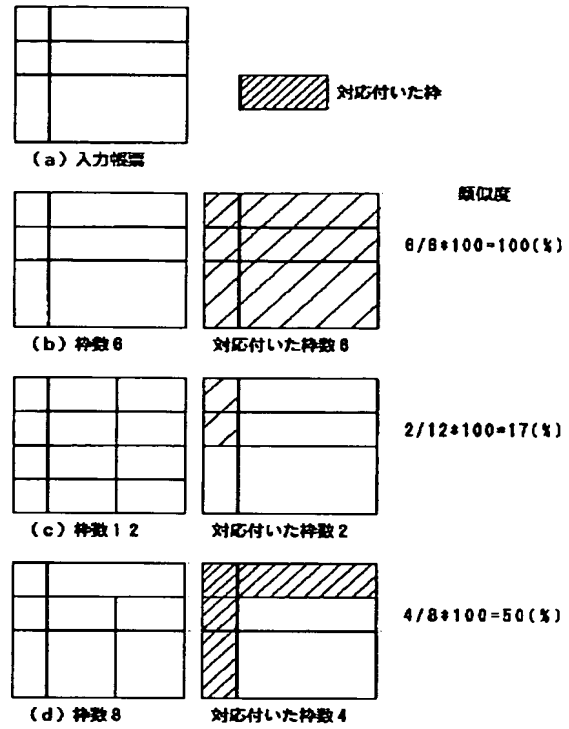 対応付いた枠
(a)入力帳票
類似度
6/6*100=100(%)
(b)枠数6
対応付いた枠数6
2/12*100=17(%)
(c)枠数12
対応付いた枠数2
4/8*100=50(%)
(d)枠数8
対応付いた枠数4